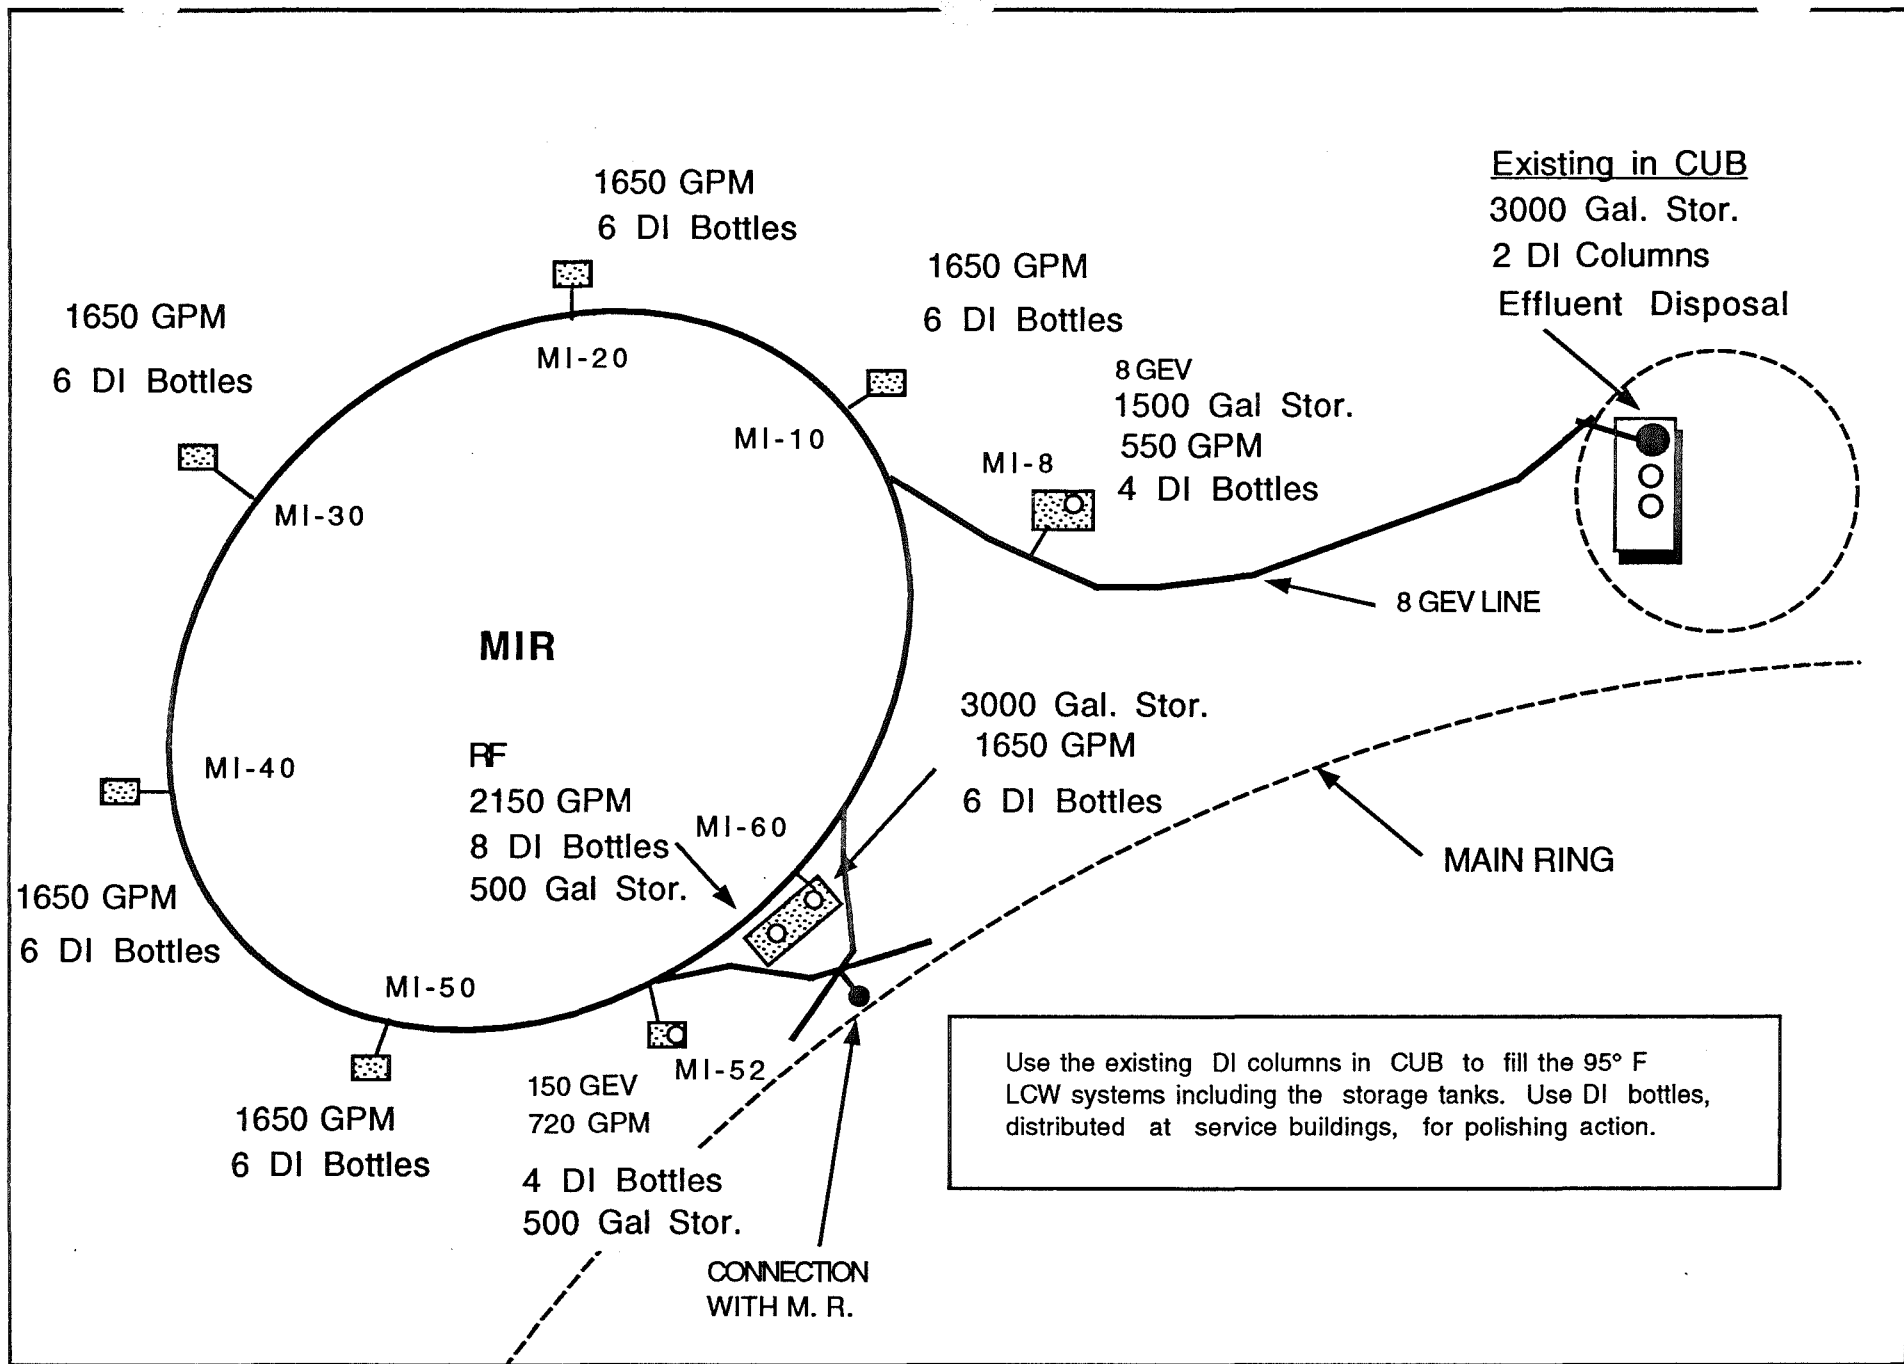 1650 GPM
6 DI Bottles
Existing in CUB
3000 Gal. Stor.
2 DI Columns
Effluent Disposal
1650 GPM
6 DI Bottles
1650 GPM
6 DI Bottles
MI-20
8 GEV
1500 Gal Stor.
550 GPM
4 DI Bottles
MI-10
MI-8
MI-30
8 GEV LINE
MIR
3000 Gal. Stor.
1650 GPM
6 DI Bottles
MI-40
RF
2150 GPM
8 DI Bottles
500 Gal Stor.
MI-60
MAIN RING
1650 GPM
6 DI Bottles
MI-50
MI-52
150 GEV
720 GPM
4 DI Bottles
500 Gal Stor.
1650 GPM
6 DI Bottles
Use the existing DI columns in CUB to fill the 95° F
LCW systems including the storage tanks. Use DI bottles,
distributed at service buildings, for polishing action.
CONNECTION
WITH M. R.